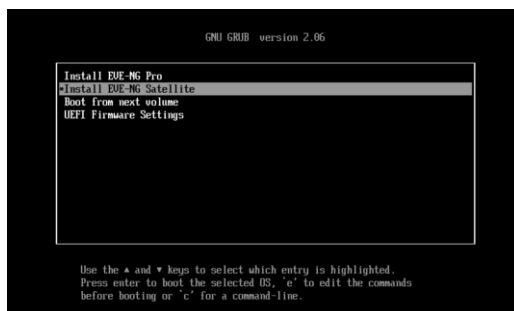 GNU GRUB version 2.06
Install EVE-NG Pro
*Install EVE-NG Satellite
Boot from next volume
UEFI Firmware Settings
Use the ▲ and ▼ keys to select which entry is highlighted.
Press enter to boot the selected OS, `e' to edit the commands
before booting or `c' for a command-line.